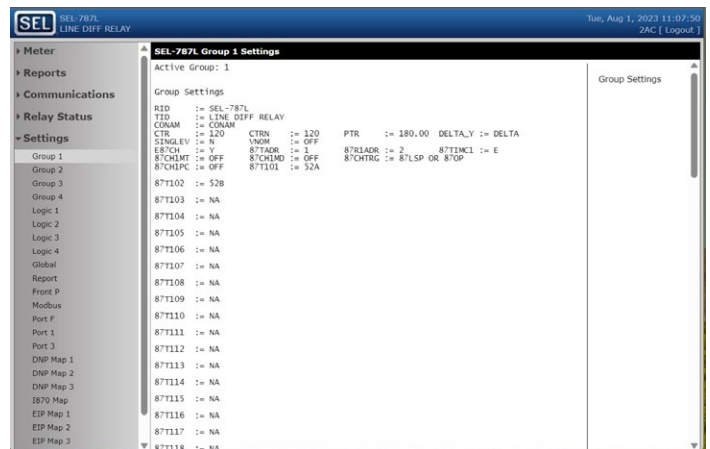 SEL SEL-787L
LINE DIFF RELAY
Tue, Aug 1, 2023 11:07:50
2AC [ Logout ]
Meter
Reports
Communications
Relay Status
Settings
Group 1
Group 2
Group 3
Group 4
Logic 1
Logic 2
Logic 3
Logic 4
Global
Report
Front P
Modbus
Port F
Port 1
Port 3
DNP Map 1
DNP Map 2
DNP Map 3
I870 Map
EIP Map 1
EIP Map 2
EIP Map 3
SEL-787L Group 1 Settings
Active Group: 1
Group Settings
RID := SEL-787L
TID := LINE DIFF RELAY
CONAM := CONAM
CTR := 120 CTRN := 120 PTR := 180.00 DELTA_Y := DELTA
SINGLEV := N VNOM := OFF
E87CH := Y 87TADR := 1 87R1ADR := 2 87TIMC1 := E
87CH1MT := OFF 87CH1MD := OFF 87CHTRG := 87LSP OR 87OP
87CH1PC := OFF 87T101 := 52A
87T102 := 52B
87T103 := NA
87T104 := NA
87T105 := NA
87T106 := NA
87T107 := NA
87T108 := NA
87T109 := NA
87T110 := NA
87T111 := NA
87T112 := NA
87T113 := NA
87T114 := NA
87T115 := NA
87T116 := NA
87T117 := NA
87T118 := NA
Group Settings